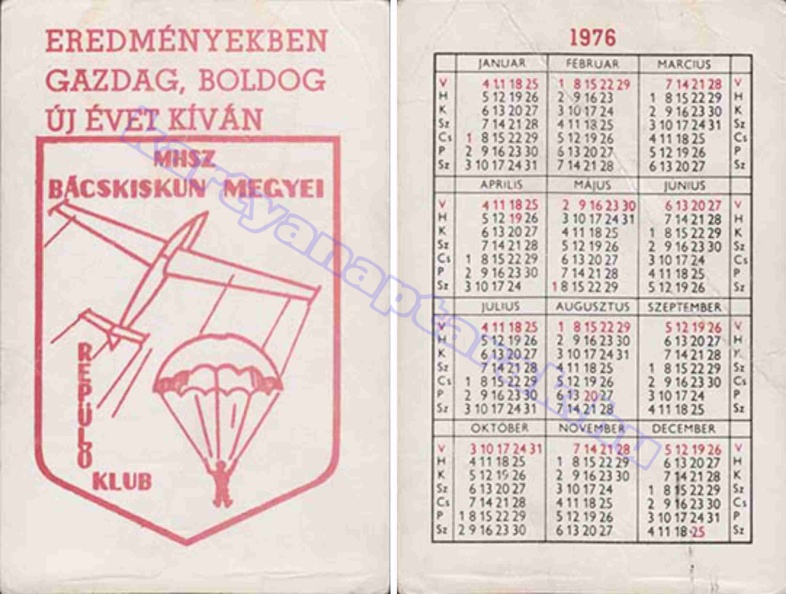 EREDMÉNYEKBEN
GAZDAG, BOLDOG
ÚJ ÉVET KÍVÁN
MHSZ
BÁCSKISKUN MEGYEI
REPÜLŐ
KLUB
1976
JANUÁR FEBRUÁR MÁRCIUS
V 4 11 18 25 1 8 15 22 29 7 14 21 28 V
H 5 12 19 26 2 9 16 23 1 8 15 22 29 H
K 6 13 20 27 3 10 17 24 2 9 16 23 30 K
Sz 7 14 21 28 4 11 18 25 3 10 17 24 31 Sz
Cs 1 8 15 22 29 5 12 19 26 4 11 18 25 Cs
P 2 9 16 23 30 6 13 20 27 5 12 19 26 P
Sz 3 10 17 24 31 7 14 21 28 6 13 20 27 Sz
ÁPRILIS MÁJUS JÚNIUS
V 4 11 18 25 2 9 16 23 30 6 13 20 27 V
H 5 12 19 26 3 10 17 24 31 7 14 21 28 H
K 6 13 20 27 4 11 18 25 1 8 15 22 29 K
Sz 7 14 21 28 5 12 19 26 2 9 16 23 30 Sz
Cs 1 8 15 22 29 6 13 20 27 3 10 17 24 Cs
P 2 9 16 23 30 7 14 21 28 4 11 18 25 P
Sz 3 10 17 24 1 8 15 22 29 5 12 19 26 Sz
JÚLIUS AUGUSZTUS SZEPTEMBER
V 4 11 18 25 1 8 15 22 29 5 12 19 26 V
H 5 12 19 26 2 9 16 23 30 6 13 20 27 H
K 6 13 20 27 3 10 17 24 31 7 14 21 28 K
Sz 7 14 21 28 4 11 18 25 1 8 15 22 29 Sz
Cs 1 8 15 22 29 5 12 19 26 2 9 16 23 30 Cs
P 2 9 16 23 30 6 13 20 27 3 10 17 24 P
Sz 3 10 17 24 31 7 14 21 28 4 11 18 25 Sz
OKTÓBER NOVEMBER DECEMBER
V 3 10 17 24 31 7 14 21 28 5 12 19 26 V
H 4 11 18 25 1 8 15 22 29 6 13 20 27 H
K 5 12 19 26 2 9 16 23 30 7 14 21 28 K
Sz 6 13 20 27 3 10 17 24 1 8 15 22 29 Sz
Cs 7 14 21 28 4 11 18 25 2 9 16 23 30 Cs
P 1 8 15 22 29 5 12 19 26 3 10 17 24 31 P
Sz 2 9 16 23 30 6 13 20 27 4 11 18 25 Sz